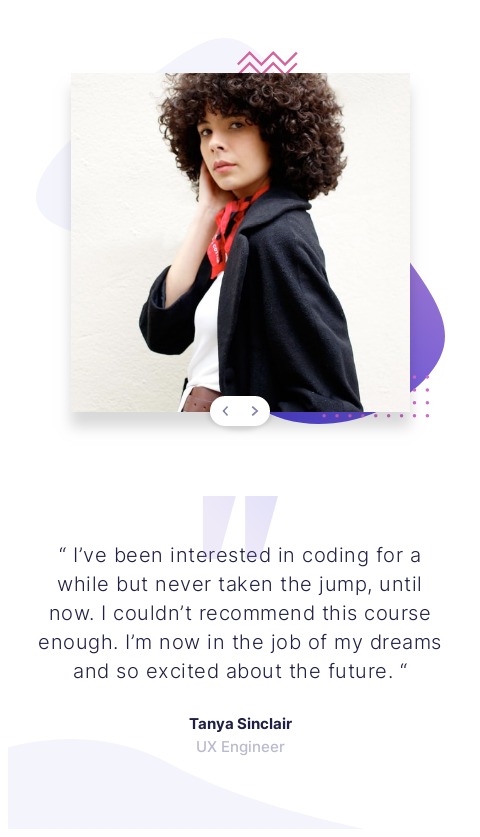 “ I’ve been interested in coding for a
while but never taken the jump, until
now. I couldn’t recommend this course
enough. I’m now in the job of my dreams
and so excited about the future. “
Tanya Sinclair
UX Engineer